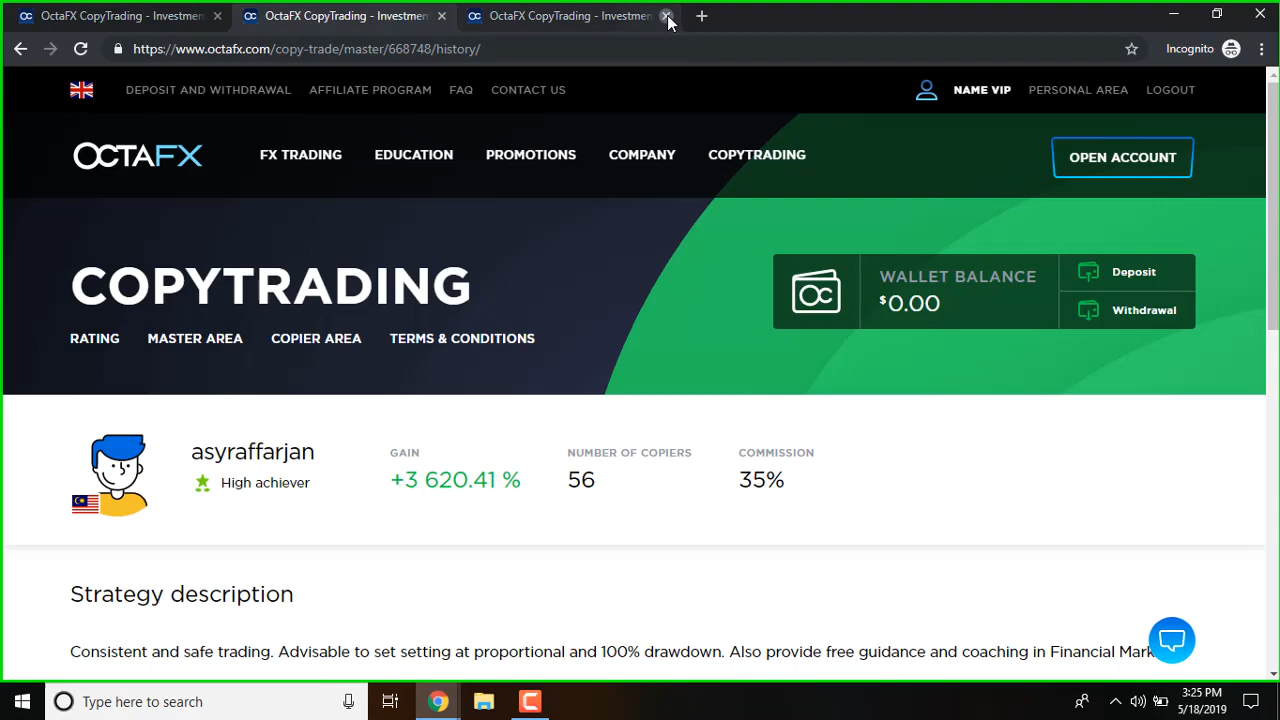 OctaFX CopyTrading - Investmen
OctaFX CopyTrading - Investmen
OctaFX CopyTrading - Investmen
https://www.octafx.com/copy-trade/master/668748/history/
Incognito
DEPOSIT AND WITHDRAWAL
AFFILIATE PROGRAM
FAQ
CONTACT US
NAME VIP
PERSONAL AREA
LOGOUT
OCTAFX
FX TRADING
EDUCATION
PROMOTIONS
COMPANY
COPYTRADING
OPEN ACCOUNT
COPYTRADING
RATING
MASTER AREA
COPIER AREA
TERMS & CONDITIONS
WALLET BALANCE
$0.00
Deposit
Withdrawal
asyraffarjan
High achiever
GAIN
+3 620.41 %
NUMBER OF COPIERS
56
COMMISSION
35%
Strategy description
Consistent and safe trading. Advisable to set setting at proportional and 100% drawdown. Also provide free guidance and coaching in Financial Mark
Type here to search
3:25 PM
5/18/2019